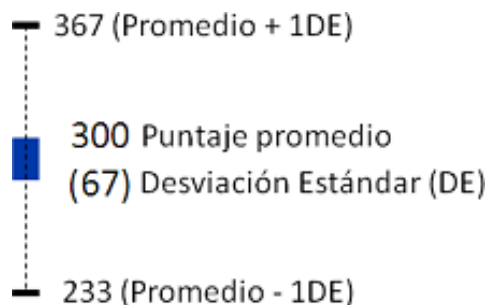 367 (Promedio + 1DE)
300 Puntaje promedio
(67) Desviación Estándar (DE)
233 (Promedio - 1DE)